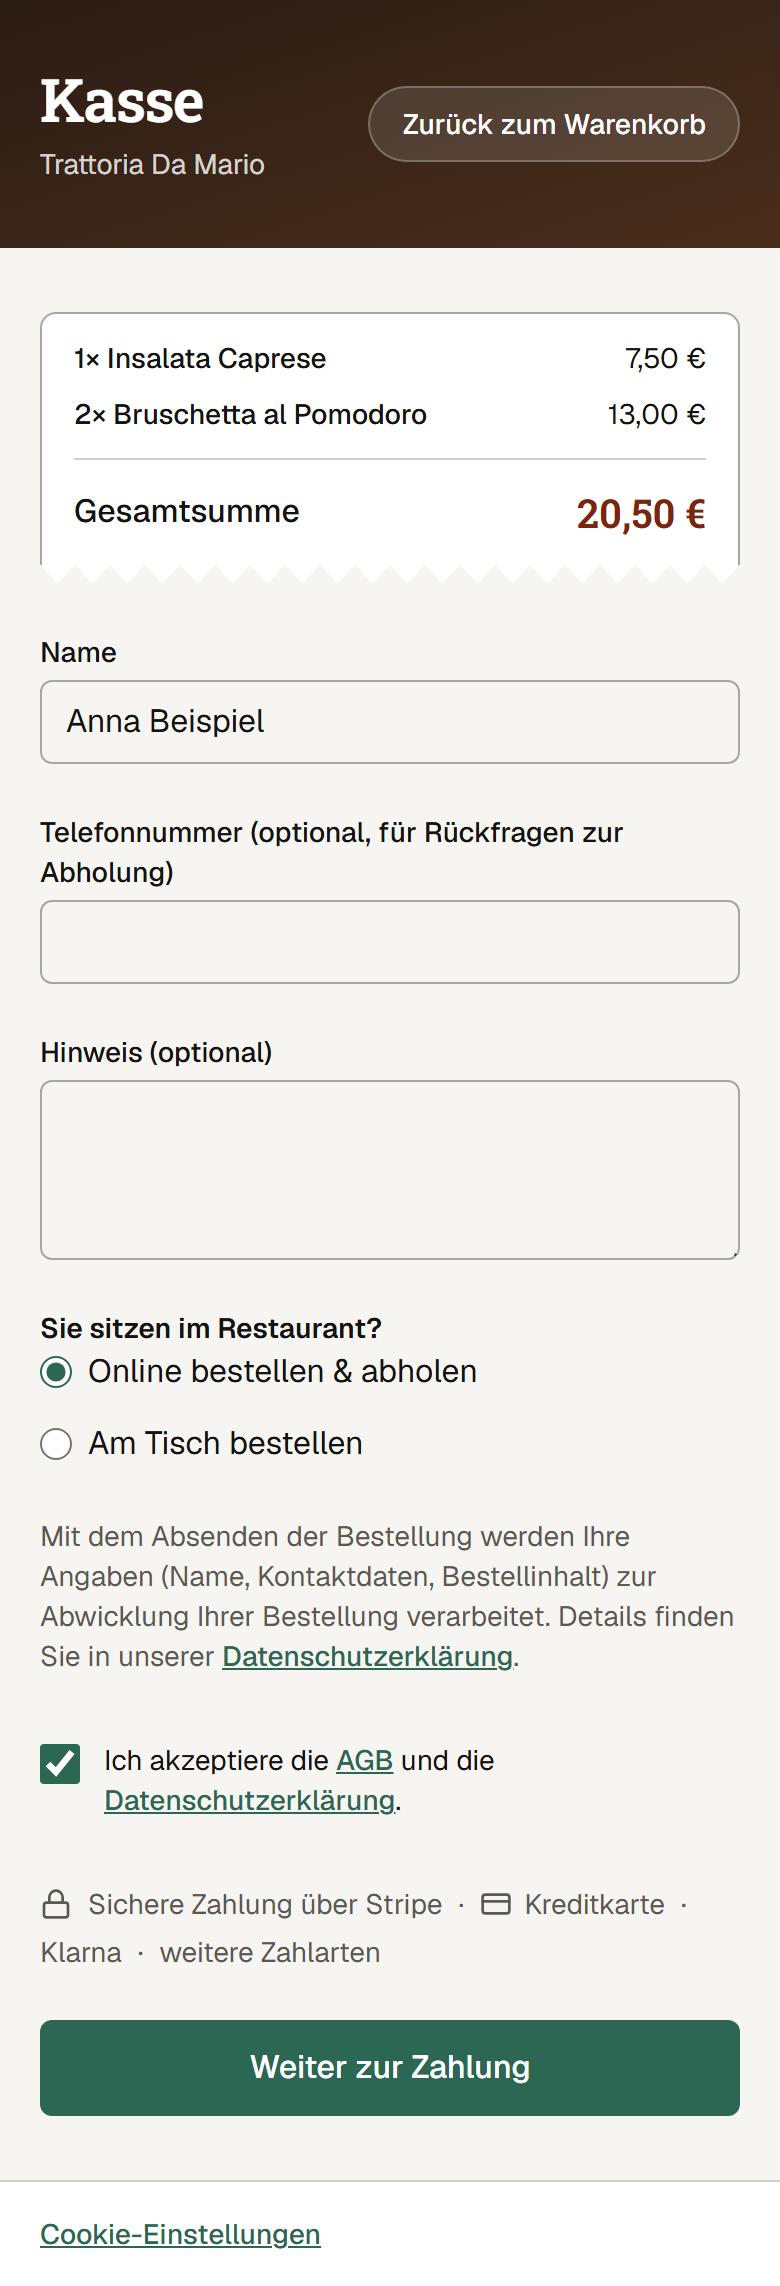 Kasse
Trattoria Da Mario
Zurück zum Warenkorb
1× Insalata Caprese 7,50 €
2× Bruschetta al Pomodoro 13,00 €
Gesamtsumme 20,50 €
Name
Anna Beispiel
Telefonnummer (optional, für Rückfragen zur
Abholung)
Hinweis (optional)
Sie sitzen im Restaurant?
Online bestellen & abholen
Am Tisch bestellen
Mit dem Absenden der Bestellung werden Ihre
Angaben (Name, Kontaktdaten, Bestellinhalt) zur
Abwicklung Ihrer Bestellung verarbeitet. Details finden
Sie in unserer Datenschutzerklärung.
Ich akzeptiere die AGB und die
Datenschutzerklärung.
Sichere Zahlung über Stripe · Kreditkarte ·
Klarna · weitere Zahlarten
Weiter zur Zahlung
Cookie-Einstellungen